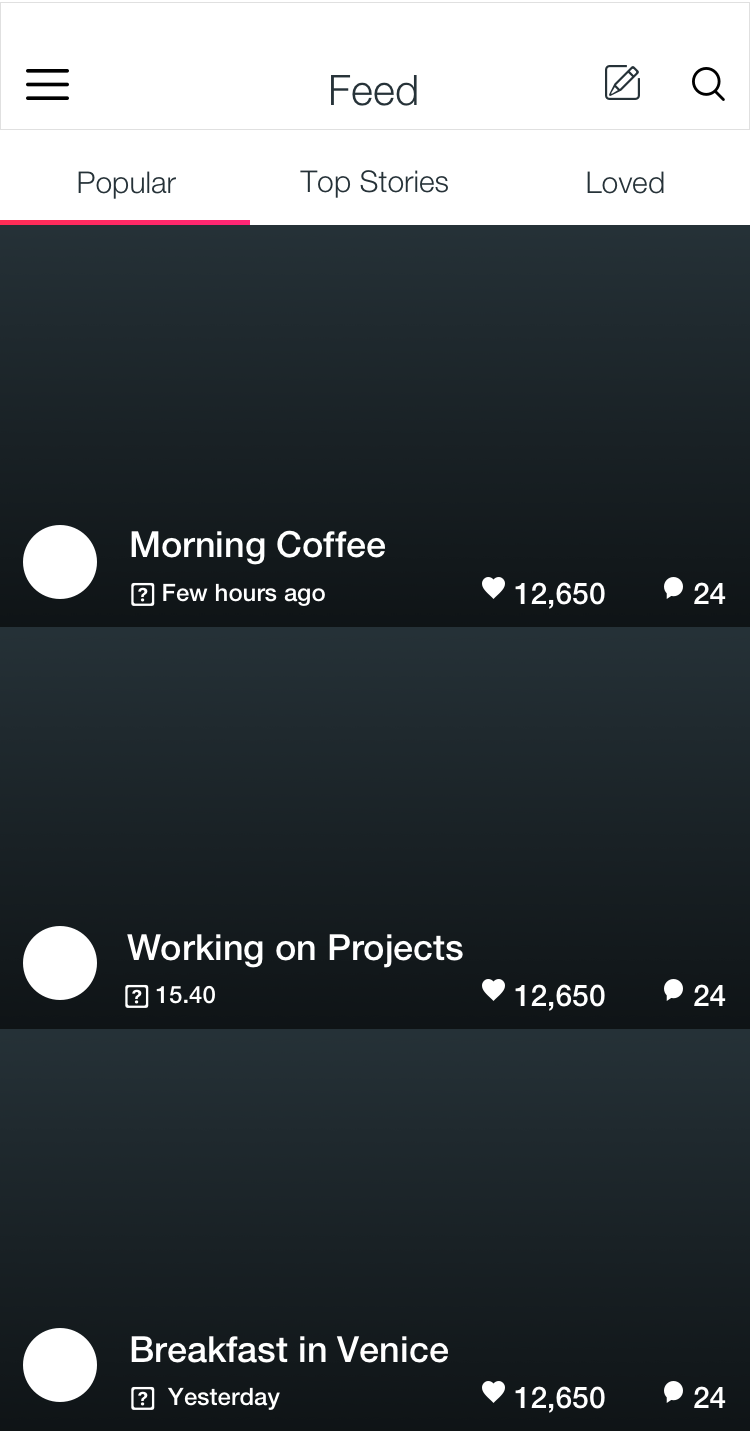 Feed
Popular Top Stories Loved
Morning Coffee
Few hours ago 12,650 24
Working on Projects
15.40 12,650 24
Breakfast in Venice
Yesterday 12,650 24